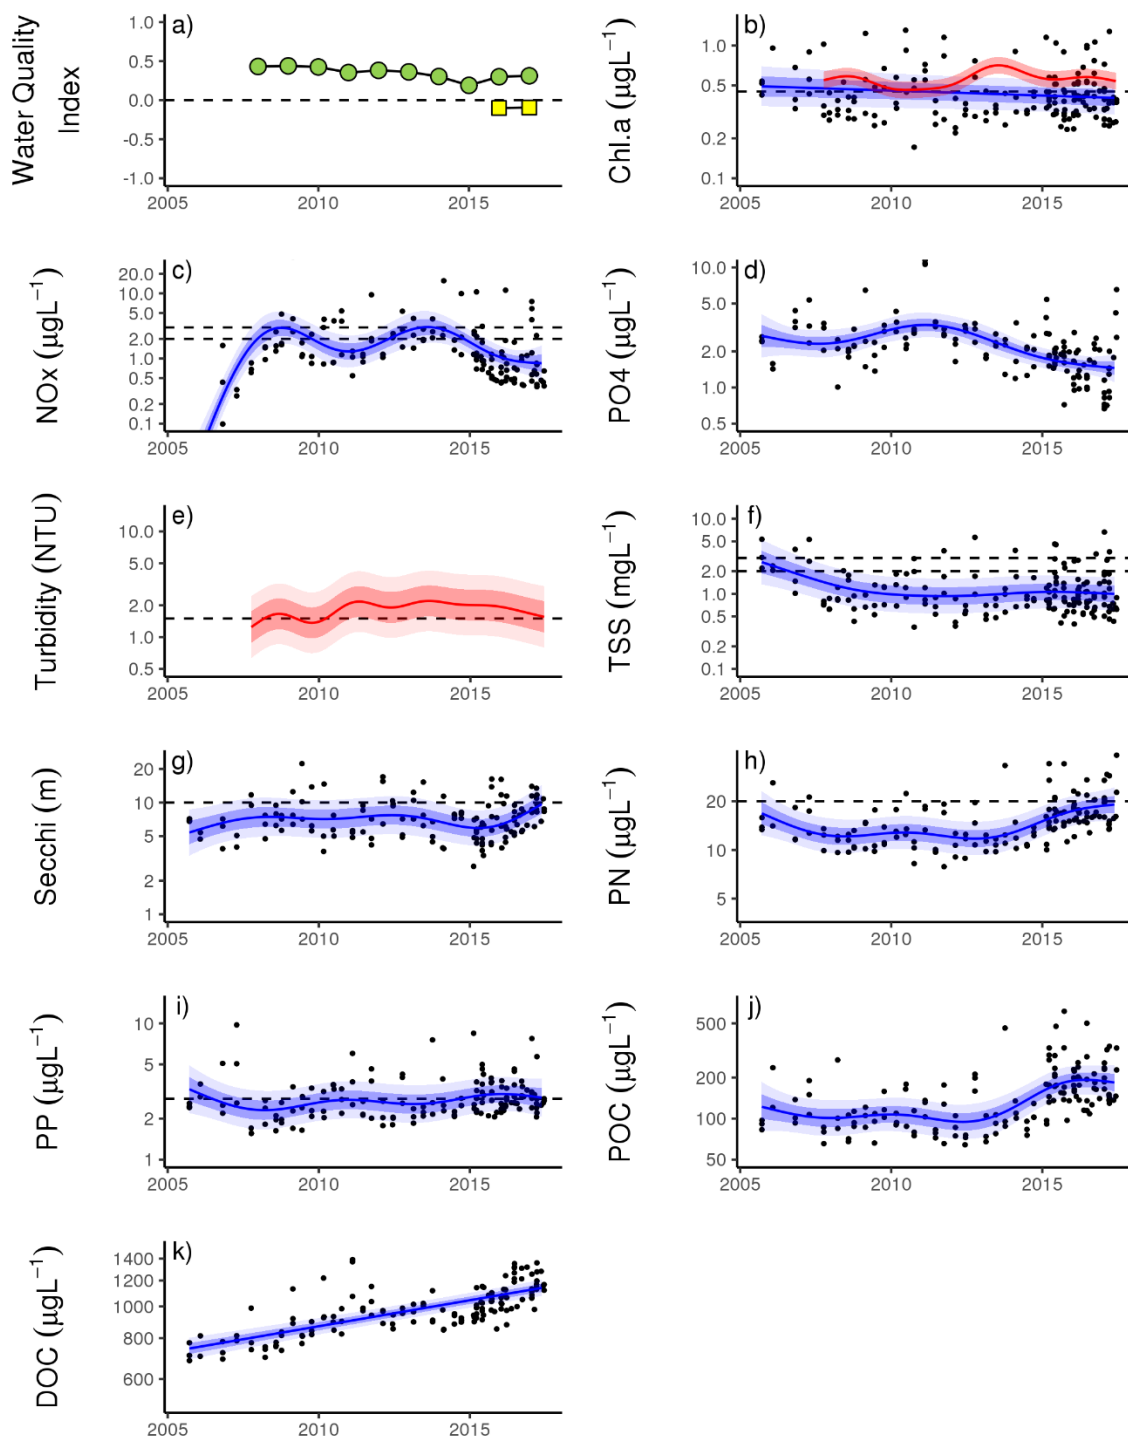 a)
Water Quality
Index
1.0
0.5
0.0
-0.5
-1.0
2005 2010 2015
b)
Chl.a (µgL⁻¹)
1.0
0.5
0.2
0.1
2005 2010 2015
c)
NOx (µgL⁻¹)
20.0
10.0
5.0
2.0
1.0
0.5
0.2
0.1
2005 2010 2015
d)
PO4 (µgL⁻¹)
10.0
5.0
2.0
1.0
0.5
2005 2010 2015
e)
Turbidity (NTU)
10.0
5.0
2.0
1.0
0.5
2005 2010 2015
f)
TSS (mgL⁻¹)
10.0
5.0
2.0
1.0
0.5
0.2
0.1
2005 2010 2015
g)
Secchi (m)
20
10
5
2
1
2005 2010 2015
h)
PN (µgL⁻¹)
20
10
5
2005 2010 2015
i)
PP (µgL⁻¹)
10
5
2
1
2005 2010 2015
j)
POC (µgL⁻¹)
500
200
100
50
2005 2010 2015
k)
DOC (µgL⁻¹)
1400
1200
1000
800
600
2005 2010 2015